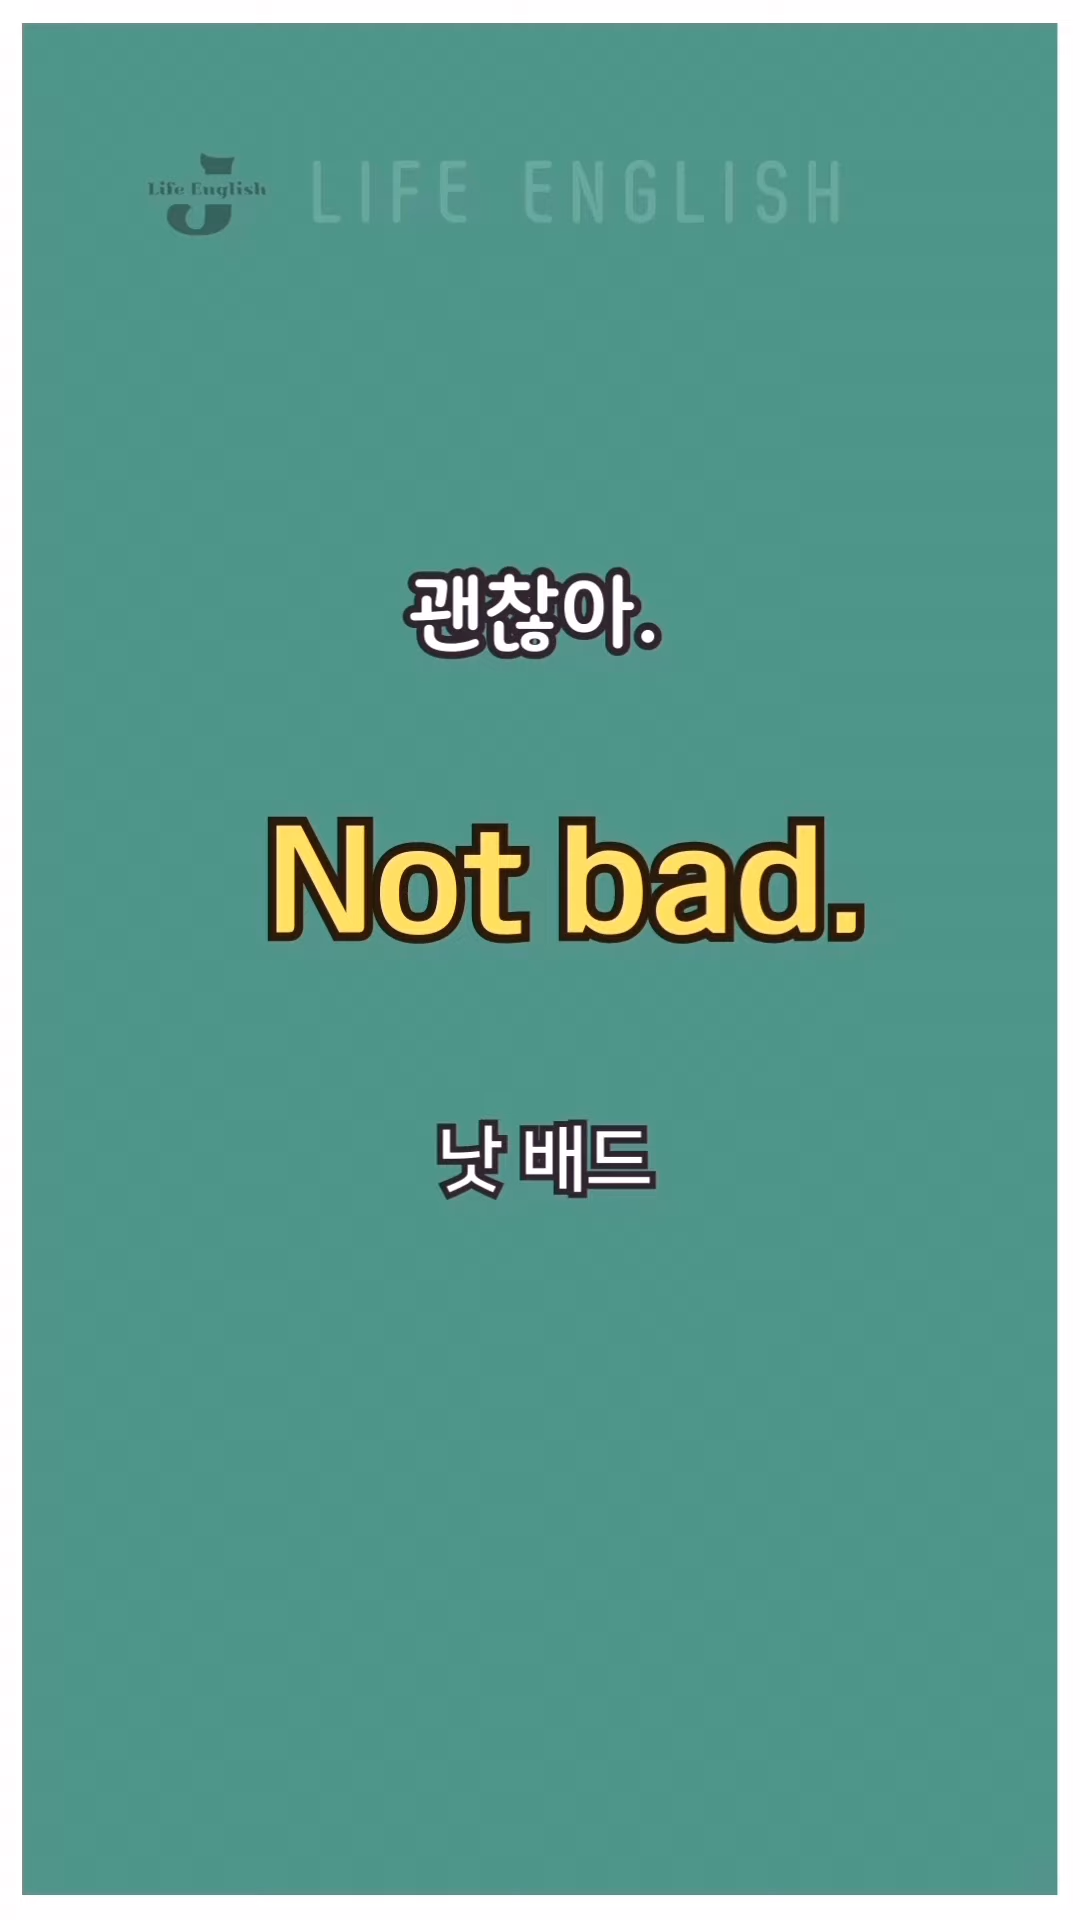 Life English
LIFE ENGLISH
괜찮아.
Not bad.
낫 배드